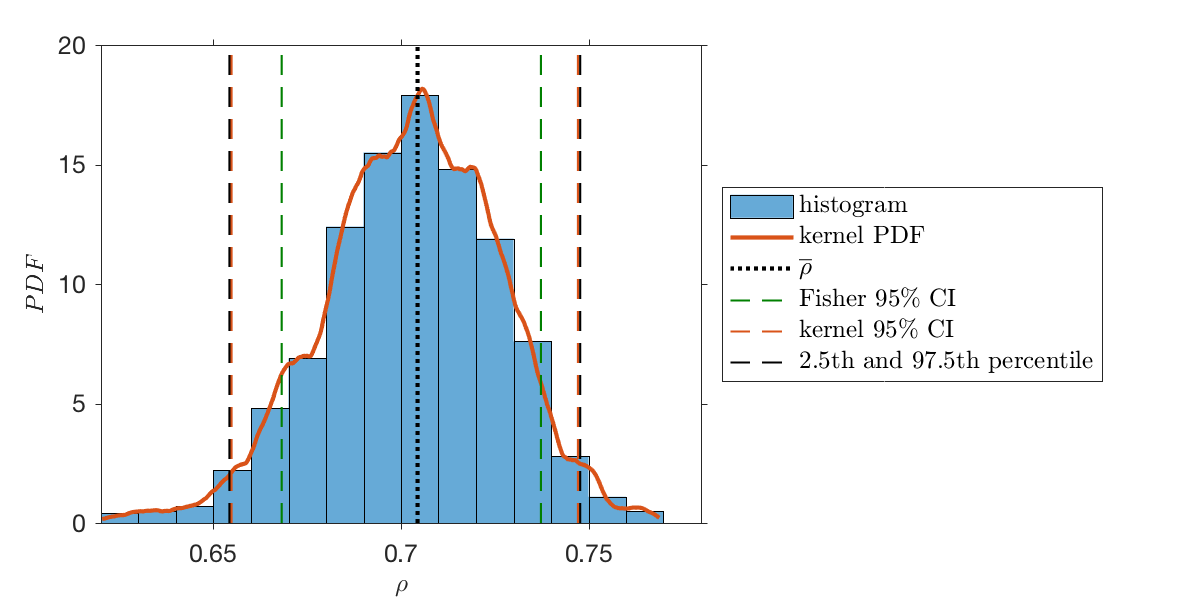 20
15
10
5
0
PDF
0.65
0.7
0.75
ρ
histogram
kernel PDF
ρ̅
Fisher 95% CI
kernel 95% CI
2.5th and 97.5th percentile